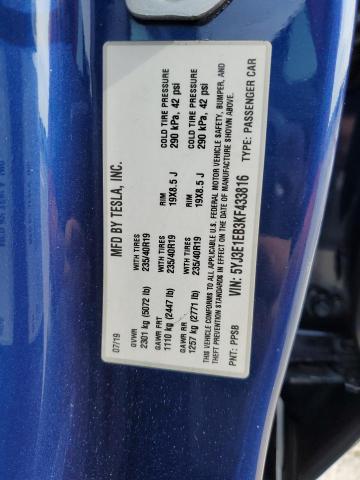 MFD BY TESLA, INC.
07/19
GVWR
2301 kg (5072 lb)
GAWR FRT WITH TIRES RIM COLD TIRE PRESSURE
1110 kg (2447 lb) 235/40R19 19X8.5 J 290 kPa, 42 psi
GAWR RR WITH TIRES RIM COLD TIRE PRESSURE
1257 kg (2771 lb) 235/40R19 19X8.5 J 290 kPa, 42 psi
THIS VEHICLE CONFORMS TO ALL APPLICABLE FEDERAL MOTOR VEHICLE SAFETY, BUMPER, AND
THEFT PREVENTION STANDARDS IN EFFECT ON THE DATE OF MANUFACTURE SHOWN ABOVE.
VIN: 5YJ3E1EB3KF433816 TYPE: PASSENGER CAR
PNT: PPSB